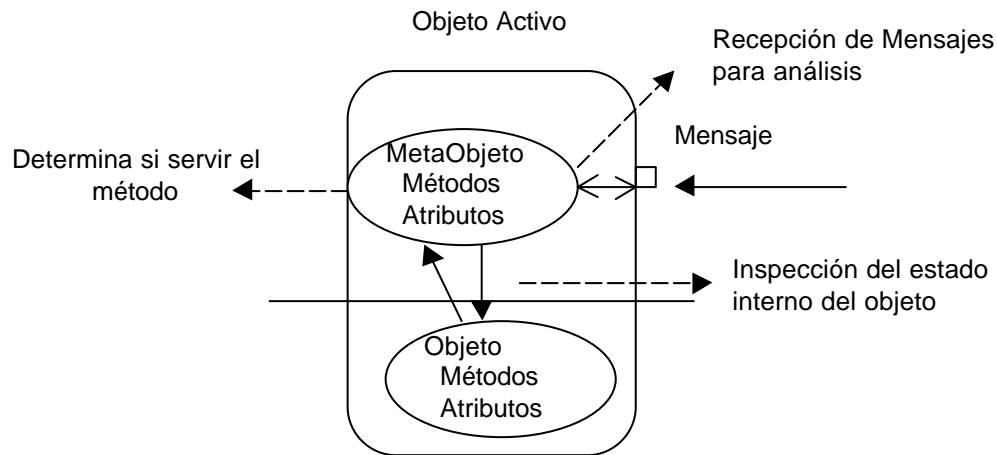 Objeto Activo
Recepción de Mensajes
para análisis
Mensaje
Determina si servir el
método
MetaObjeto
Métodos
Atributos
Inspección del estado
interno del objeto
Objeto
Métodos
Atributos